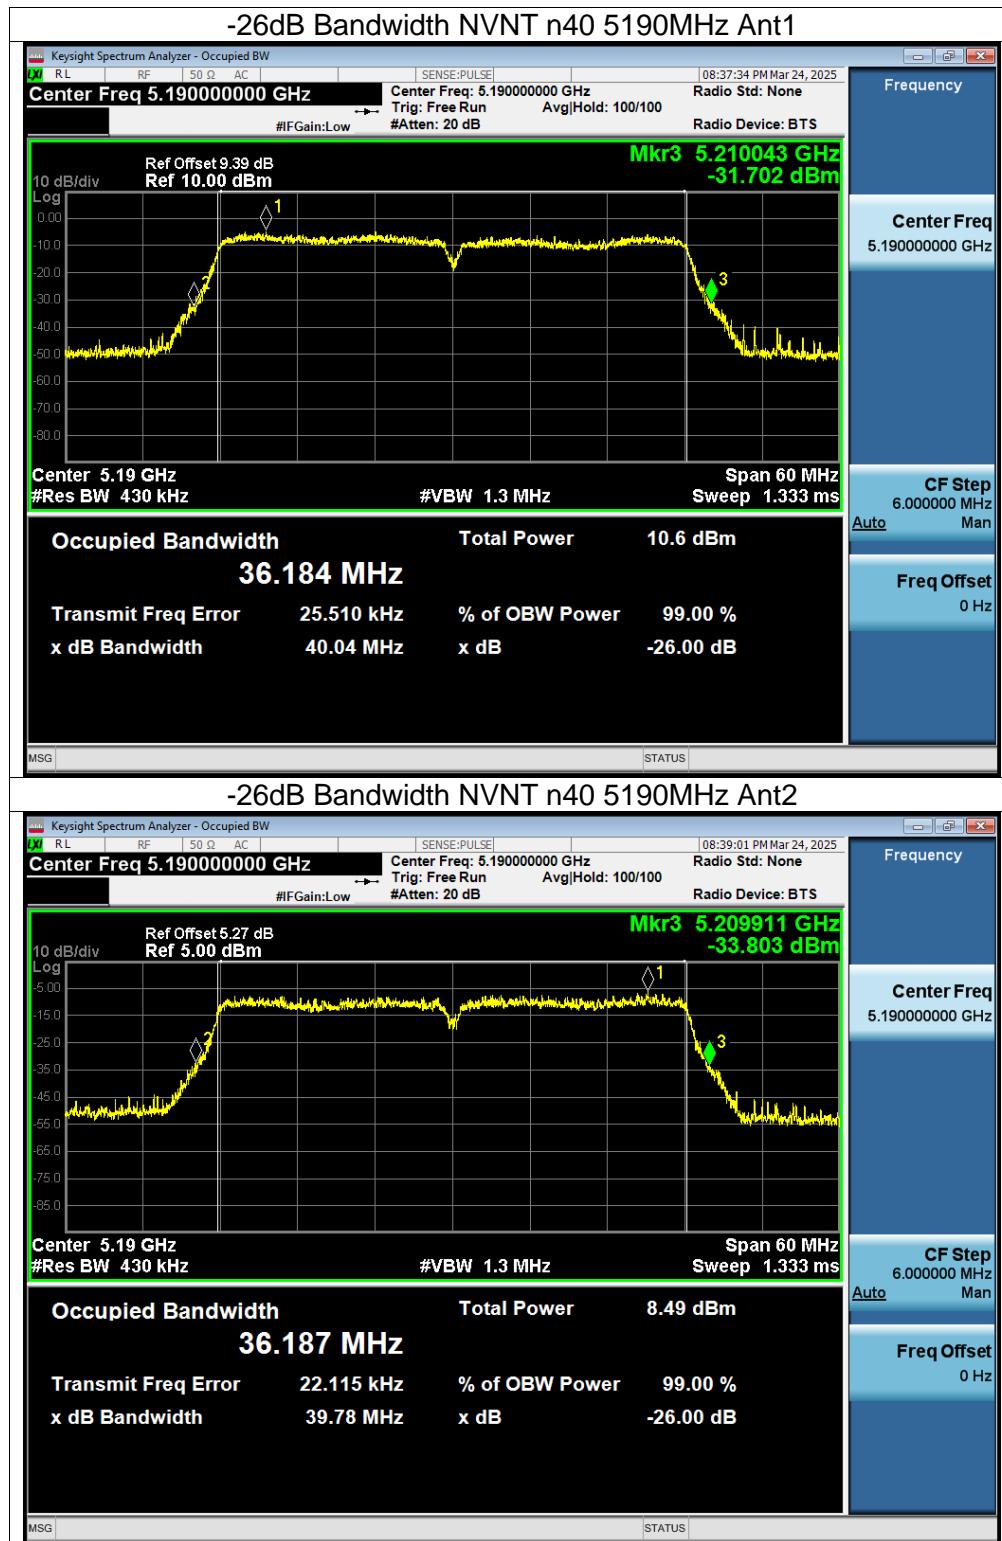 -26dB Bandwidth NVNT n40 5190MHz Ant1
Keysight Spectrum Analyzer - Occupied BW
LXI RL RF 50 Ω AC SENSE:PULSE 08:37:34 PM Mar 24, 2025
Center Freq 5.190000000 GHz
Center Freq: 5.190000000 GHz Radio Std: None
Trig: Free Run Avg|Hold: 100/100
#IFGain:Low #Atten: 20 dB Radio Device: BTS
Frequency
Mkr3 5.210043 GHz
-31.702 dBm
Ref Offset 9.39 dB
10 dB/div Ref 10.00 dBm
Log
0.00
-10.0
-20.0
-30.0
-40.0
-50.0
-60.0
-70.0
-80.0
1
2
3
Center 5.19 GHz Span 60 MHz
#Res BW 430 kHz #VBW 1.3 MHz Sweep 1.333 ms
Center Freq
5.190000000 GHz
CF Step
6.000000 MHz
Auto Man
Freq Offset
0 Hz
Occupied Bandwidth Total Power 10.6 dBm
36.184 MHz
Transmit Freq Error 25.510 kHz % of OBW Power 99.00 %
x dB Bandwidth 40.04 MHz x dB -26.00 dB
MSG STATUS
-26dB Bandwidth NVNT n40 5190MHz Ant2
Keysight Spectrum Analyzer - Occupied BW
LXI RL RF 50 Ω AC SENSE:PULSE 08:39:01 PM Mar 24, 2025
Center Freq 5.190000000 GHz
Center Freq: 5.190000000 GHz Radio Std: None
Trig: Free Run Avg|Hold: 100/100
#IFGain:Low #Atten: 20 dB Radio Device: BTS
Frequency
Mkr3 5.209911 GHz
-33.803 dBm
Ref Offset 5.27 dB
10 dB/div Ref 5.00 dBm
Log
-5.00
-15.0
-25.0
-35.0
-45.0
-55.0
-65.0
-75.0
-85.0
1
2
3
Center 5.19 GHz Span 60 MHz
#Res BW 430 kHz #VBW 1.3 MHz Sweep 1.333 ms
Center Freq
5.190000000 GHz
CF Step
6.000000 MHz
Auto Man
Freq Offset
0 Hz
Occupied Bandwidth Total Power 8.49 dBm
36.187 MHz
Transmit Freq Error 22.115 kHz % of OBW Power 99.00 %
x dB Bandwidth 39.78 MHz x dB -26.00 dB
MSG STATUS